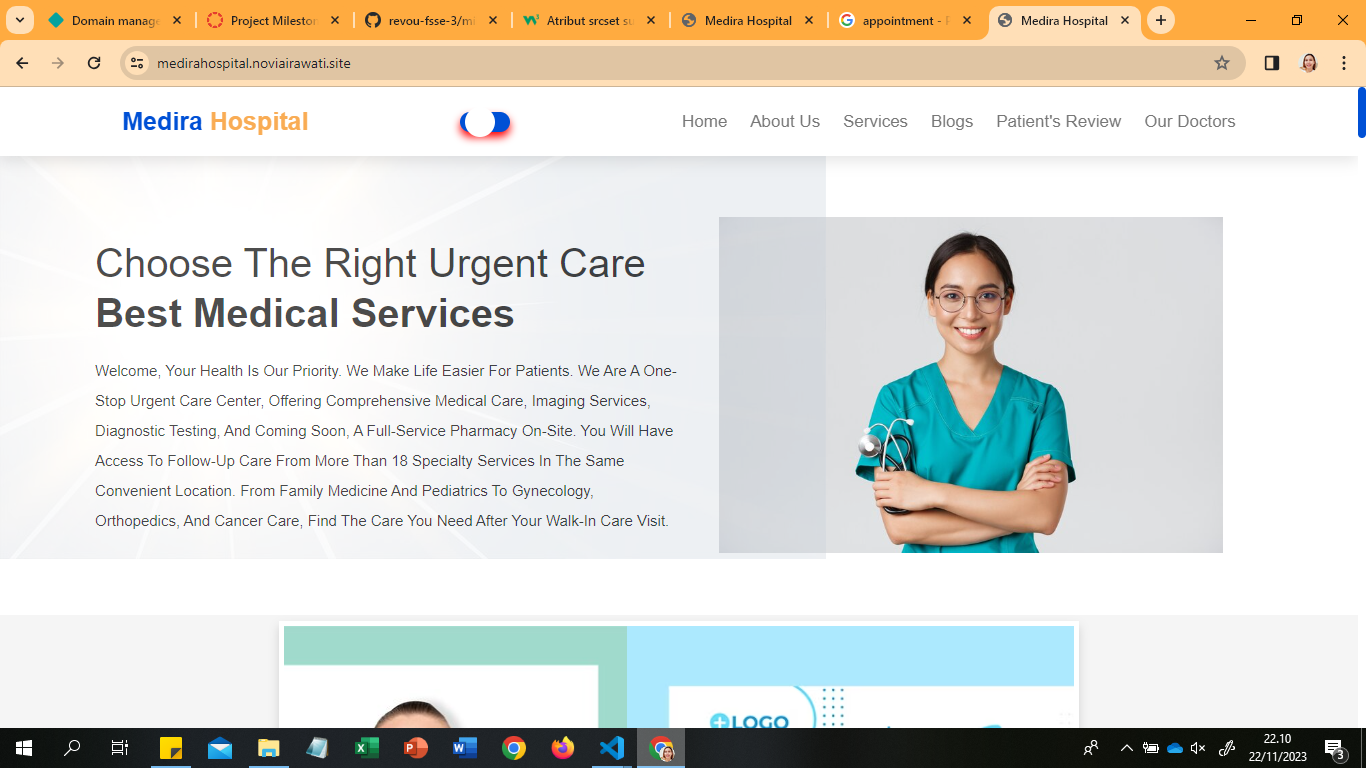 Domain manage
Project Mileston
revou-fsse-3/mi
Atribut srcset su
Medira Hospital
appointment - 
Medira Hospital
medirahospital.noviairawati.site
Medira Hospital
Home About Us Services Blogs Patient's Review Our Doctors
Choose The Right Urgent Care
Best Medical Services
Welcome, Your Health Is Our Priority. We Make Life Easier For Patients. We Are A One-
Stop Urgent Care Center, Offering Comprehensive Medical Care, Imaging Services,
Diagnostic Testing, And Coming Soon, A Full-Service Pharmacy On-Site. You Will Have
Access To Follow-Up Care From More Than 18 Specialty Services In The Same
Convenient Location. From Family Medicine And Pediatrics To Gynecology,
Orthopedics, And Cancer Care, Find The Care You Need After Your Walk-In Care Visit.
LOGO
22.10
22/11/2023
3